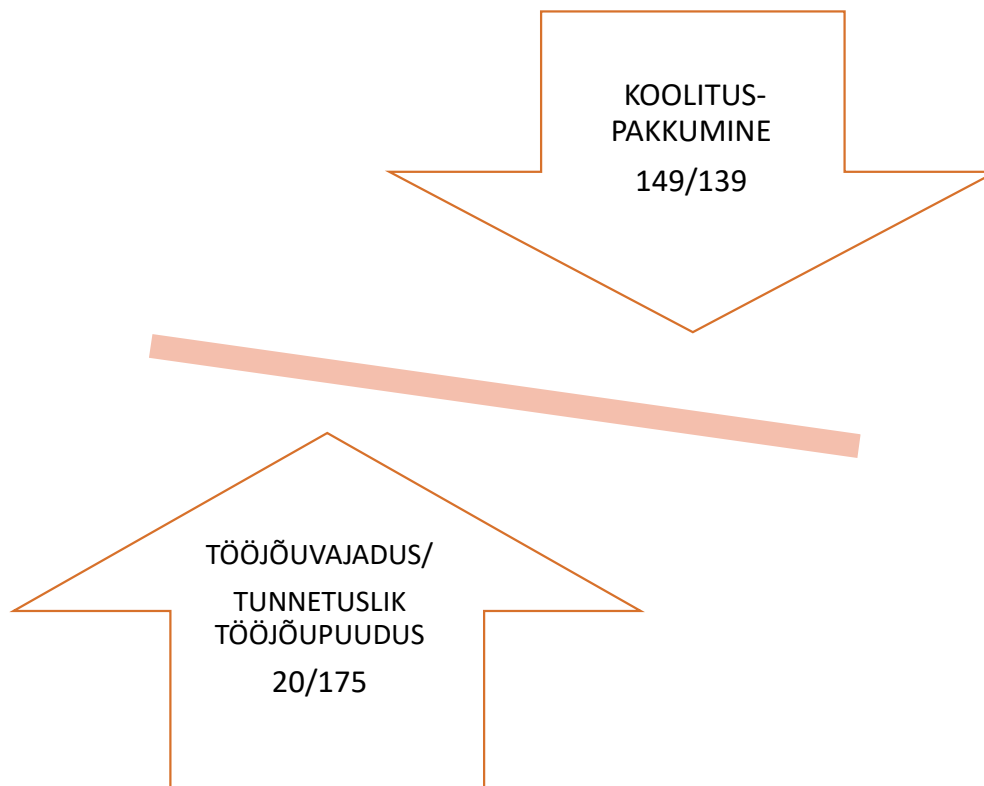 KOOLITUS-
PAKKUMINE
149/139
TÖÖJÕUVAJADUS/
TUNNETUSLIK
TÖÖJÕUPUUDUS
20/175